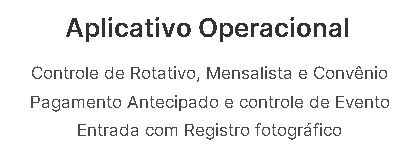 Aplicativo Operacional
Controle de Rotativo, Mensalista e Convênio
Pagamento Antecipado e controle de Evento
Entrada com Registro fotográfico